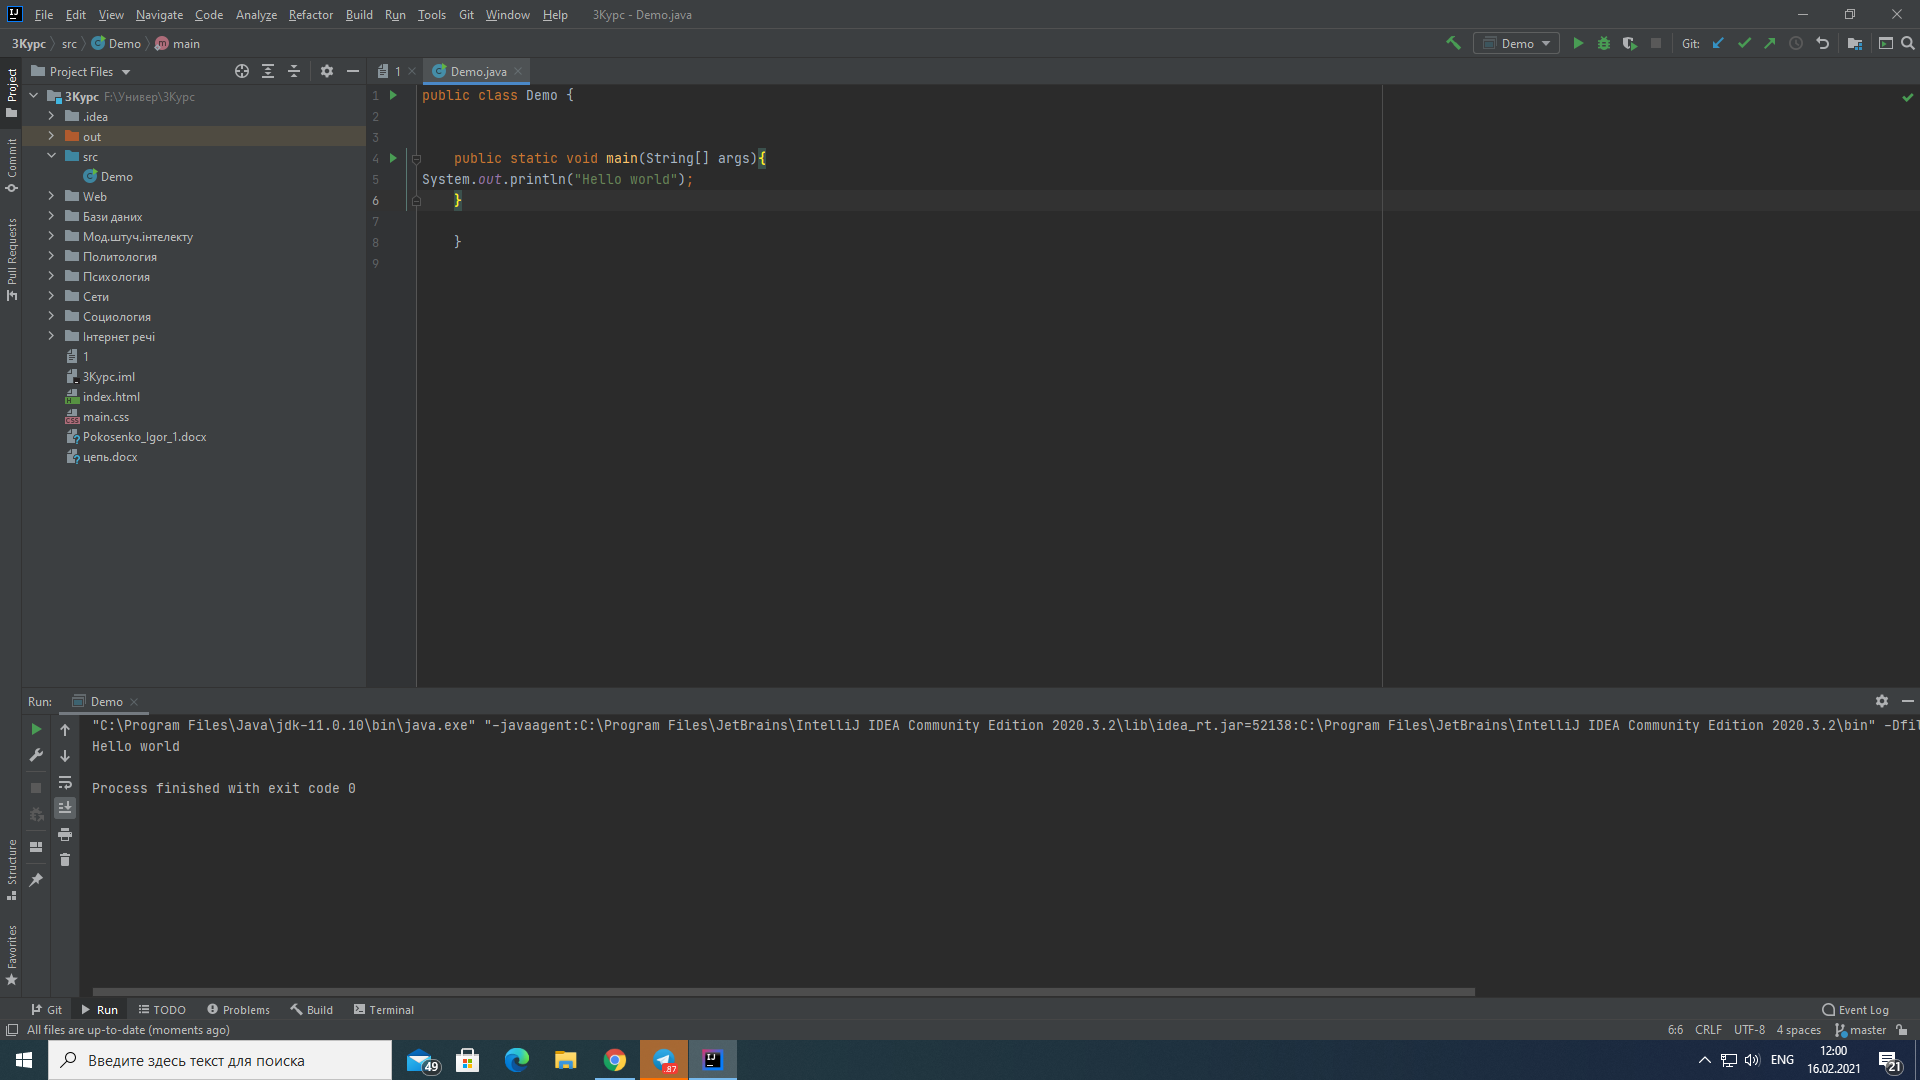 File Edit View Navigate Code Analyze Refactor Build Run Tools Git Window Help 3Курс - Demo.java
3Курс src Demo main
Demo Git:
Project Files
1 Demo.java
Project
Commit
Pull Requests
Structure
Favorites
3Курс F:\Универ\3Курс
.idea
out
src
Demo
Web
Бази даних
Мод.штуч.інтелекту
Политология
Психология
Сети
Социология
Інтернет речі
1
3Курс.iml
index.html
main.css
Pokosenko_Igor_1.docx
цепь.docx
1 public class Demo {
2
3
4 public static void main(String[] args){
5 System.out.println("Hello world");
6 }
7
8 }
9
Run: Demo
"C:\Program Files\Java\jdk-11.0.10\bin\java.exe" "-javaagent:C:\Program Files\JetBrains\IntelliJ IDEA Community Edition 2020.3.2\lib\idea_rt.jar=52138:C:\Program Files\JetBrains\IntelliJ IDEA Community Edition 2020.3.2\bin" -Dfil
Hello world
Process finished with exit code 0
Git Run TODO Problems Build Terminal Event Log
All files are up-to-date (moments ago) 6:6 CRLF UTF-8 4 spaces master
Введите здесь текст для поиска 49 ..87 ENG 12:00
16.02.2021 21